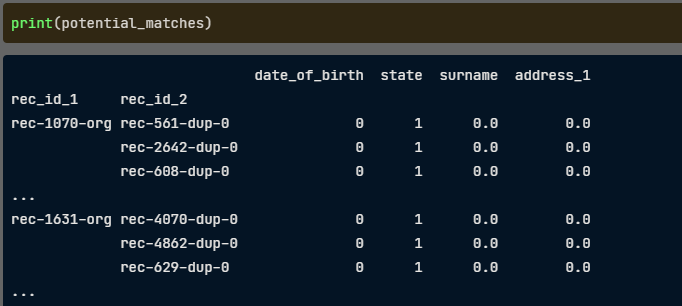 print(potential_matches)
date_of_birth state surname address_1
rec_id_1 rec_id_2
rec-1070-org rec-561-dup-0 0 1 0.0 0.0
rec-2642-dup-0 0 1 0.0 0.0
rec-608-dup-0 0 1 0.0 0.0
...
rec-1631-org rec-4070-dup-0 0 1 0.0 0.0
rec-4862-dup-0 0 1 0.0 0.0
rec-629-dup-0 0 1 0.0 0.0
...